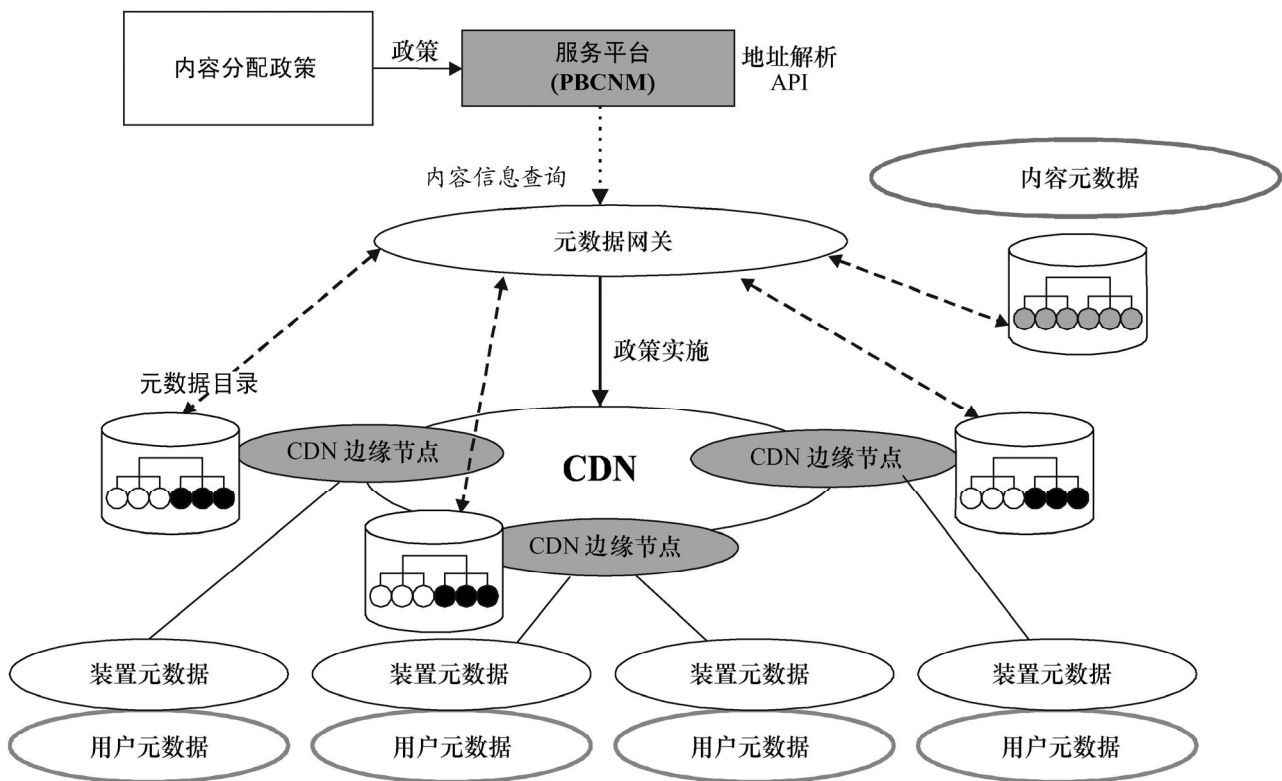 内容分配政策
政策
服务平台
(PBCNM)
地址解析
API
内容信息查询
内容元数据
元数据网关
政策实施
元数据目录
CDN 边缘节点
CDN
CDN 边缘节点
CDN 边缘节点
装置元数据
装置元数据
装置元数据
装置元数据
用户元数据
用户元数据
用户元数据
用户元数据